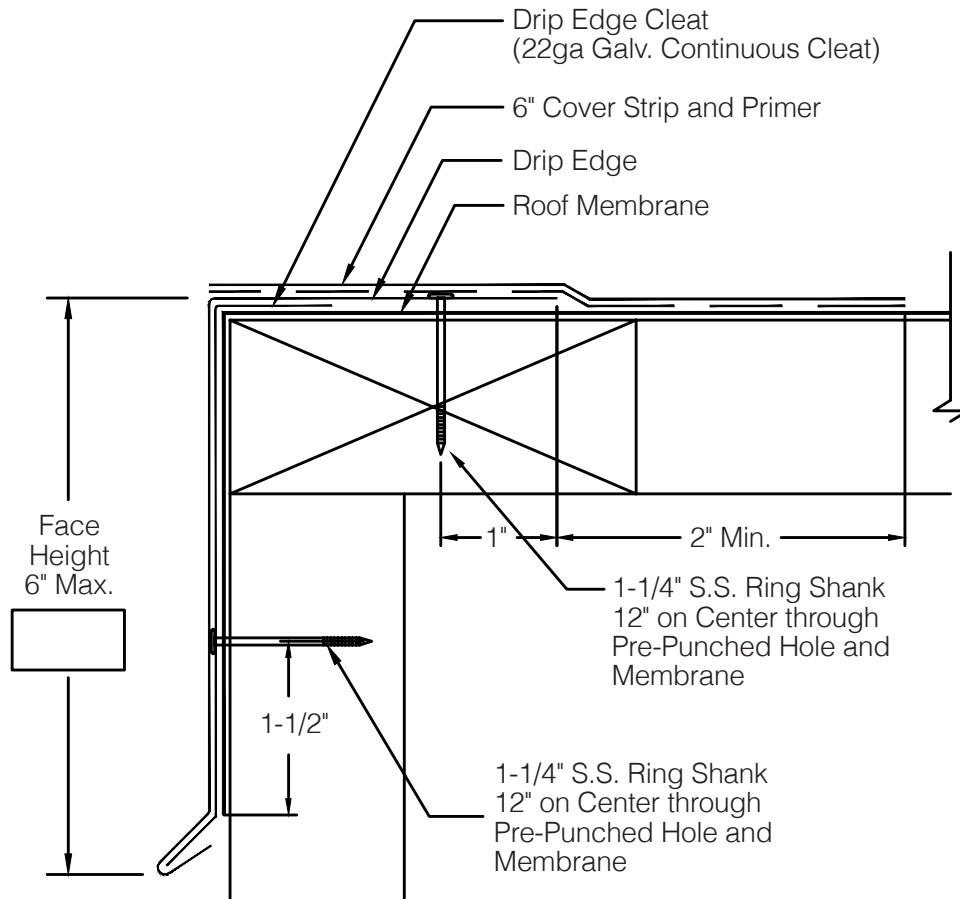 Drip Edge Cleat
(22ga Galv. Continuous Cleat)
6" Cover Strip and Primer
Drip Edge
Roof Membrane
Face
Height
6" Max.
1"
2" Min.
1-1/4" S.S. Ring Shank
12" on Center through
Pre-Punched Hole and
Membrane
1-1/2"
1-1/4" S.S. Ring Shank
12" on Center through
Pre-Punched Hole and
Membrane